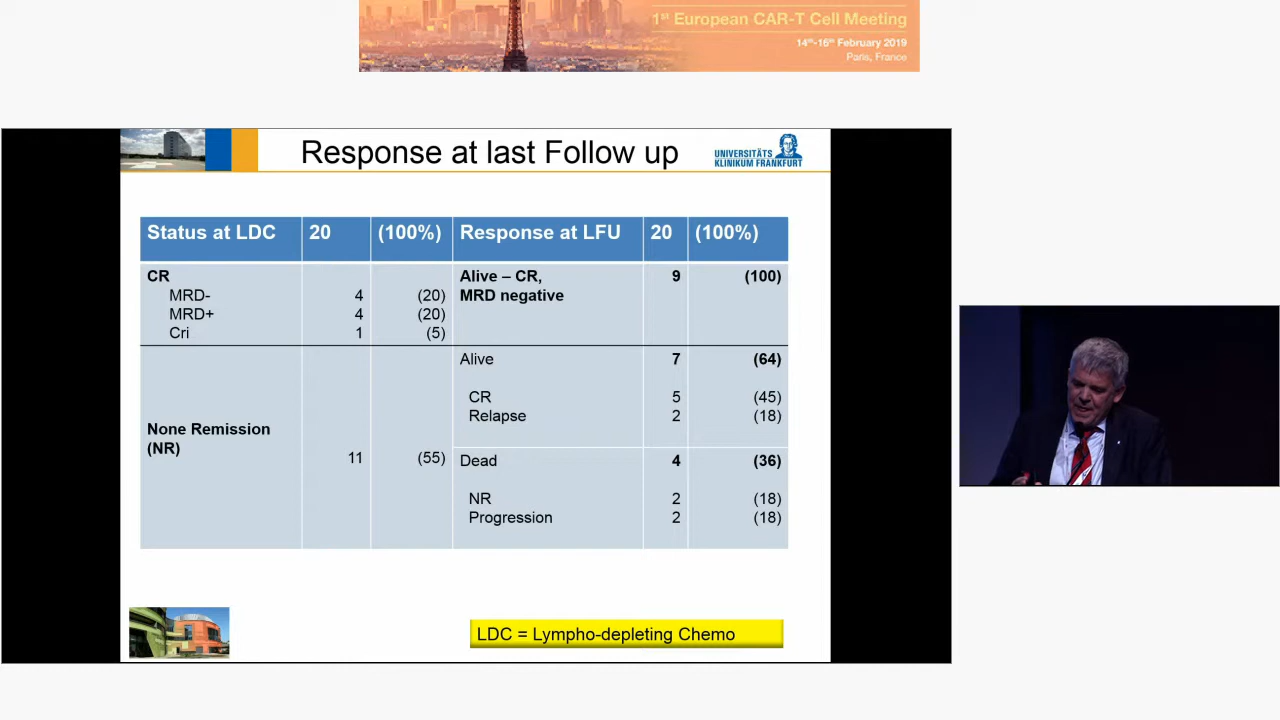 1st European CAR-T Cell Meeting
14th-16th February 2019
Paris, France
Response at last Follow up
UNIVERSITÄTS
KLINIKUM FRANKFURT
Status at LDC 20 (100%) Response at LFU 20 (100%)
CR Alive – CR, 9 (100)
MRD- 4 (20) MRD negative
MRD+ 4 (20)
Cri 1 (5)
Alive 7 (64)
CR 5 (45)
Relapse 2 (18)
None Remission
(NR)
11 (55) Dead 4 (36)
NR 2 (18)
Progression 2 (18)
LDC = Lympho-depleting Chemo